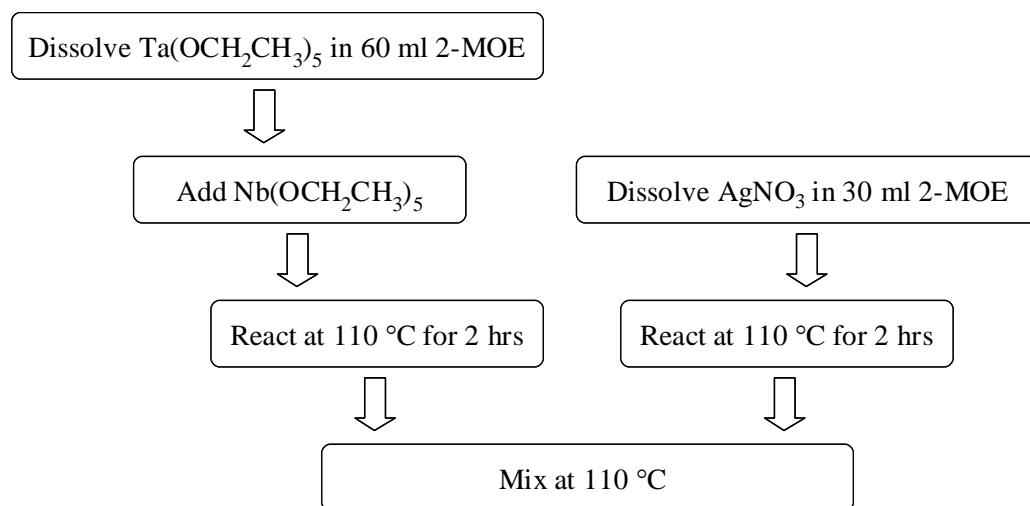 Dissolve Ta(OCH₂CH₃)₅ in 60 ml 2-MOE
Add Nb(OCH₂CH₃)₅
Dissolve AgNO₃ in 30 ml 2-MOE
React at 110 °C for 2 hrs
React at 110 °C for 2 hrs
Mix at 110 °C